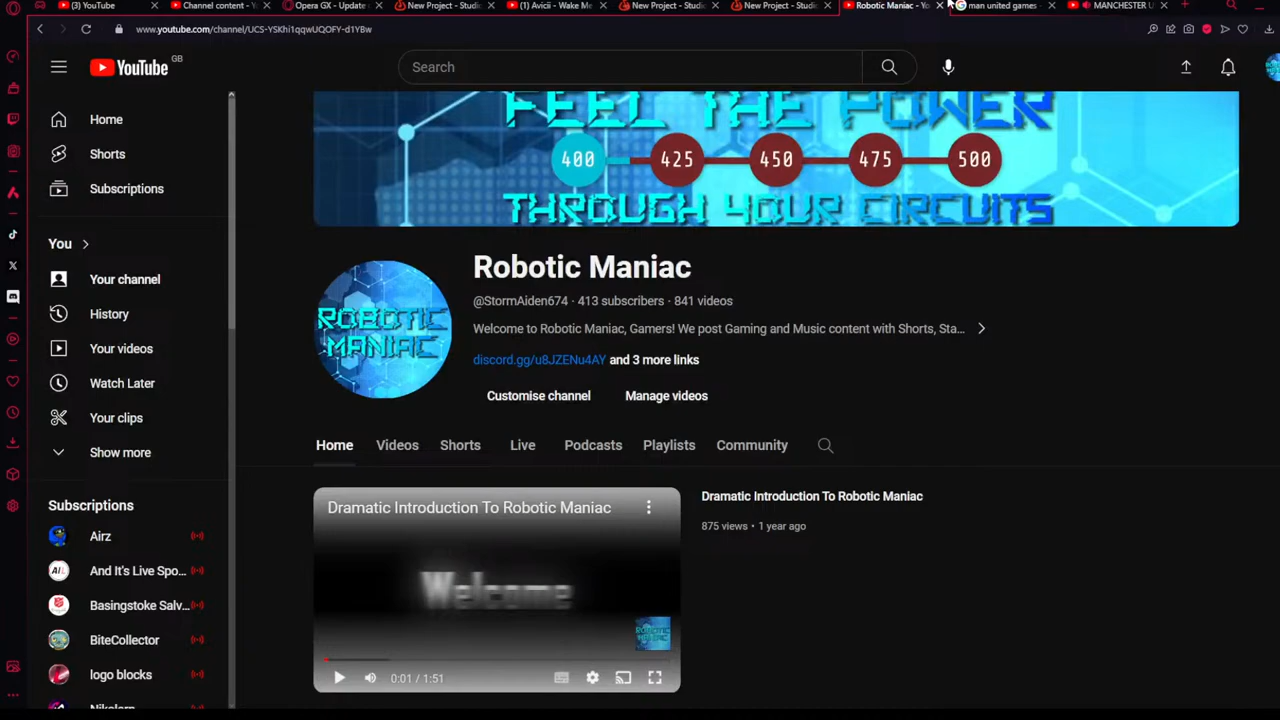 (3) YouTube
Channel content -
Opera GX - Update
New Project - Studi
(1) Avicii - Wake Me
New Project - Studi
New Project - Studi
Robotic Maniac - Yo
man united games -
MANCHESTER U
www.youtube.com/channel/UCS-YSKhi1qqwUQOFY-d1YBw
YouTube GB
Search
Home
Shorts
Subscriptions
You
Your channel
History
Your videos
Watch Later
Your clips
Show more
Subscriptions
Airz
And It's Live Spo...
Basingstoke Salv...
BiteCollector
logo blocks
FEEL THE POWER
400 425 450 475 500
THROUGH YOUR CIRCUITS
ROBOTIC
MANIAC
Robotic Maniac
@StormAiden674 · 413 subscribers · 841 videos
Welcome to Robotic Maniac, Gamers! We post Gaming and Music content with Shorts, Sta...
discord.gg/u8JZENu4AY and 3 more links
Customise channel
Manage videos
Home
Videos
Shorts
Live
Podcasts
Playlists
Community
Dramatic Introduction To Robotic Maniac
Welcome
ROBOTIC
MANIAC
0:01 / 1:51
Dramatic Introduction To Robotic Maniac
875 views • 1 year ago